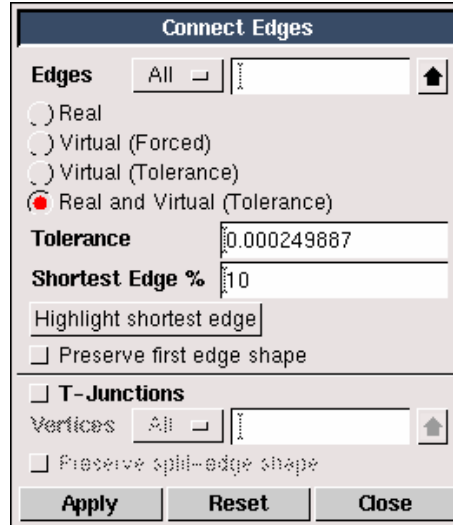 Connect Edges
Edges All
Real
Virtual (Forced)
Virtual (Tolerance)
Real and Virtual (Tolerance)
Tolerance 0.000249887
Shortest Edge % 10
Highlight shortest edge
Preserve first edge shape
T-Junctions
Vertices All
Preserve split-edge shape
Apply Reset Close